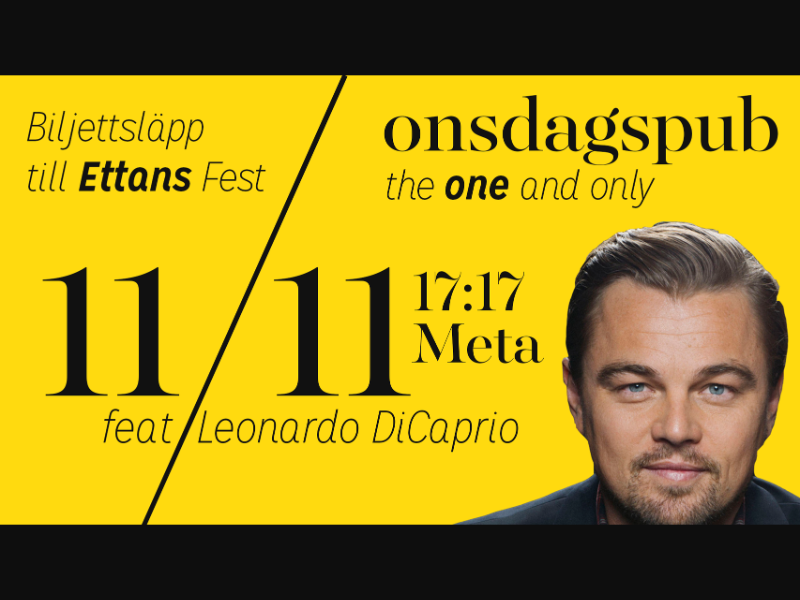 Biljettsläpp
till Ettans Fest
onsdagspub
the one and only
11/11
17:17
Meta
feat Leonardo DiCaprio